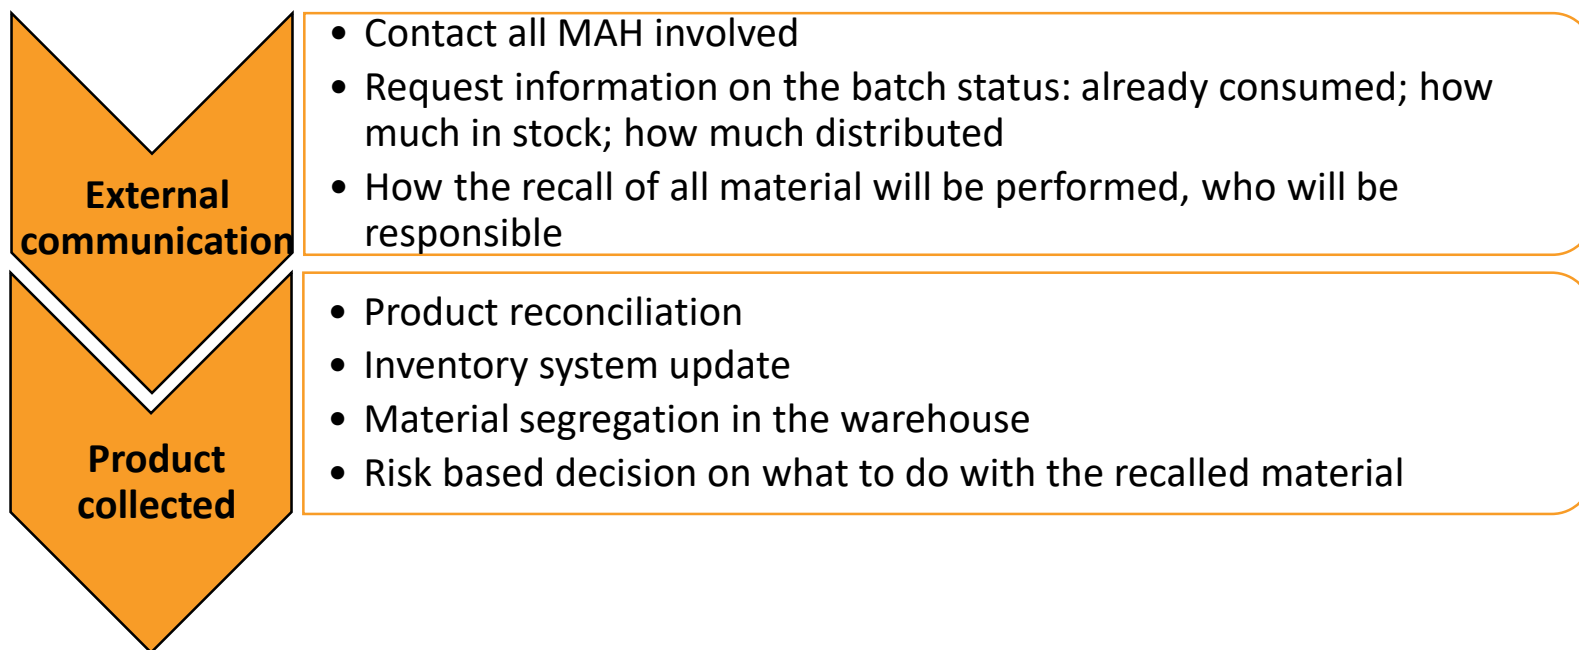 External
communication
• Contact all MAH involved
• Request information on the batch status: already consumed; how
much in stock; how much distributed
• How the recall of all material will be performed, who will be
responsible
Product
collected
• Product reconciliation
• Inventory system update
• Material segregation in the warehouse
• Risk based decision on what to do with the recalled material